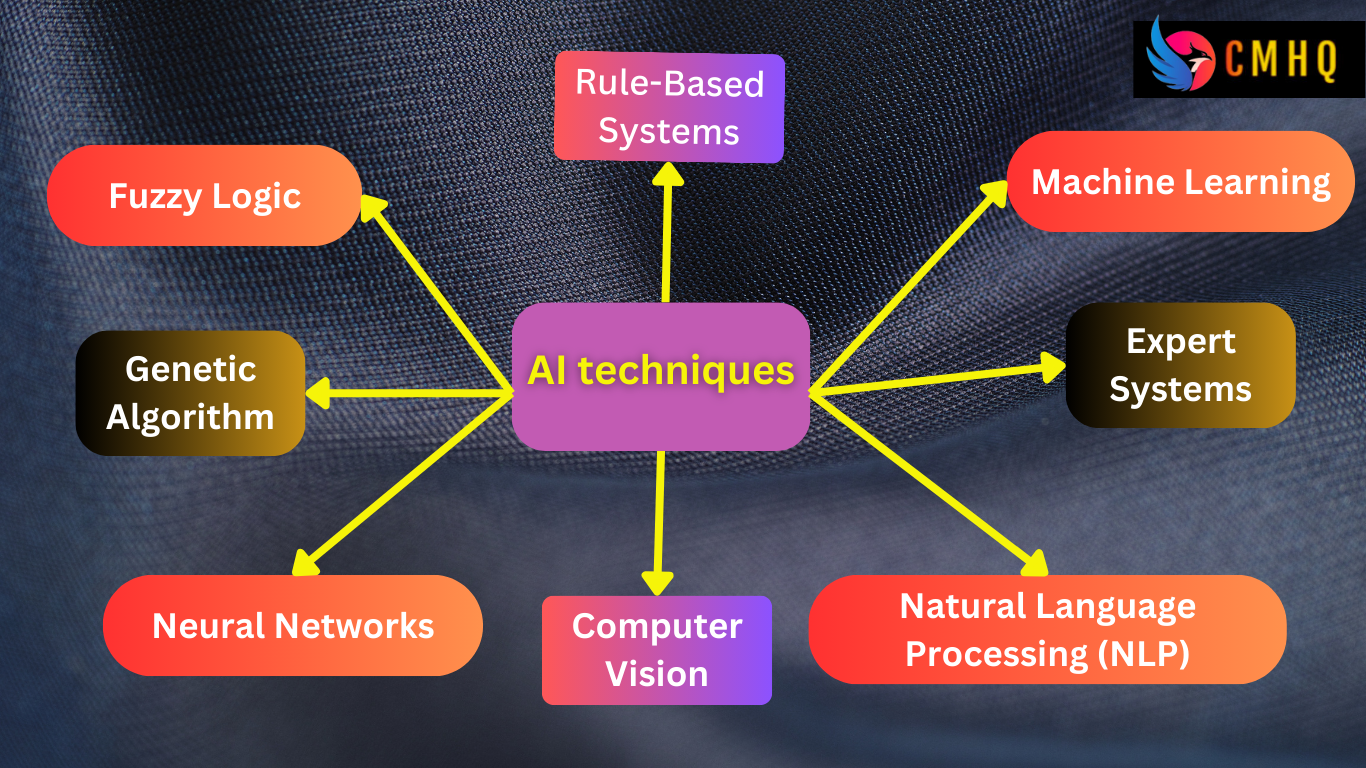 CMHQ
Rule-Based
Systems
Fuzzy Logic
Machine Learning
AI techniques
Expert
Systems
Genetic
Algorithm
Neural Networks
Computer
Vision
Natural Language
Processing (NLP)